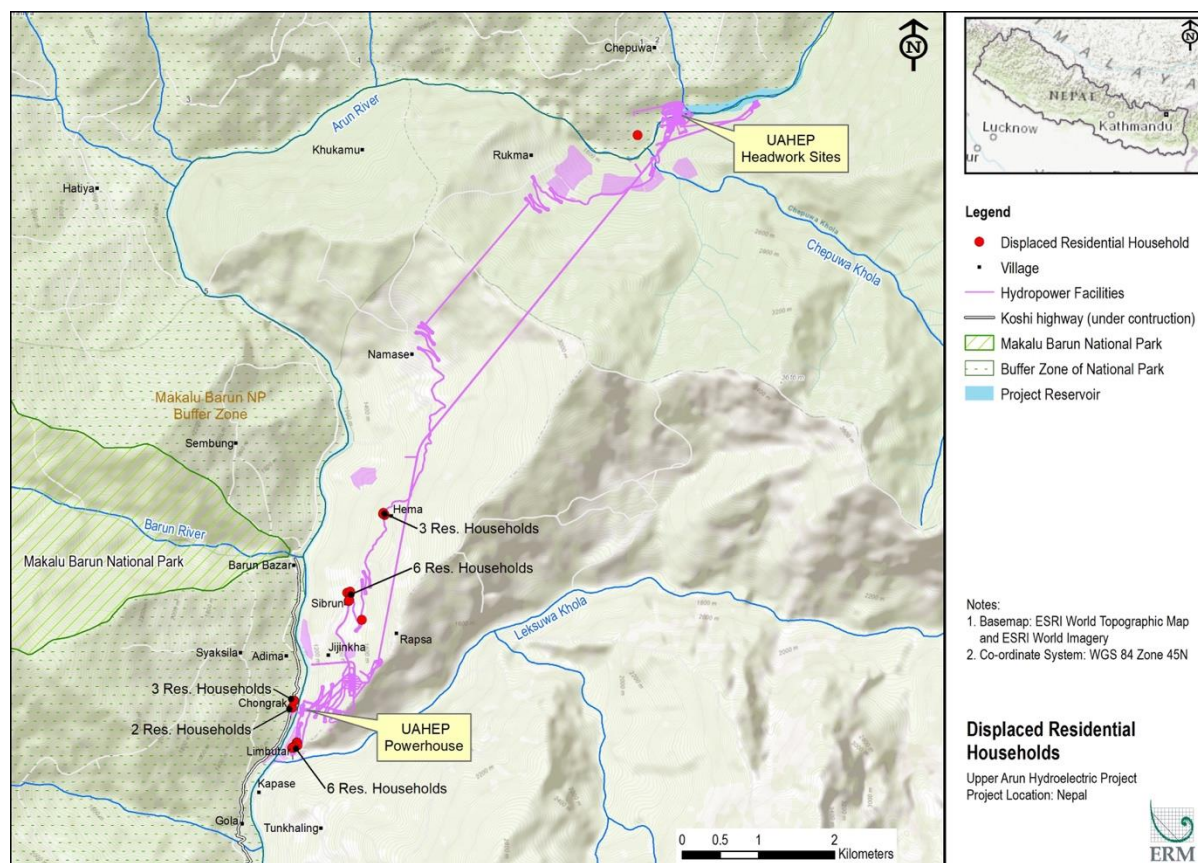 Chepuwa
Arun River
Khukamu
Rukma
UAHEP
Headwork Sites
Hatiya
Chepuwa Khola
Chepuwa Khola
Namase
Makalu Barun NP
Buffer Zone
Sembung
Hema
3 Res. Households
Barun River
Makalu Barun National Park
Barun Bazar
6 Res. Households
Sibrun
Leksuwa Khola
Rapsa
Syaksila
Adima
Jijinkha
3 Res. Households
Chongrak
2 Res. Households
UAHEP
Powerhouse
Limbutar
6 Res. Households
Kapase
Gola
Tunkhaling
0 0.5 1 2
Kilometers
N
N
MALAYA
NEPAL
Kathmandu
Lucknow
Legend
Displaced Residential Household
Village
Hydropower Facilities
Koshi highway (under contruction)
Makalu Barun National Park
Buffer Zone of National Park
Project Reservoir
Notes:
1. Basemap: ESRI World Topographic Map
and ESRI World Imagery
2. Co-ordinate System: WGS 84 Zone 45N
Displaced Residential
Households
Upper Arun Hydroelectric Project
Project Location: Nepal
ERM